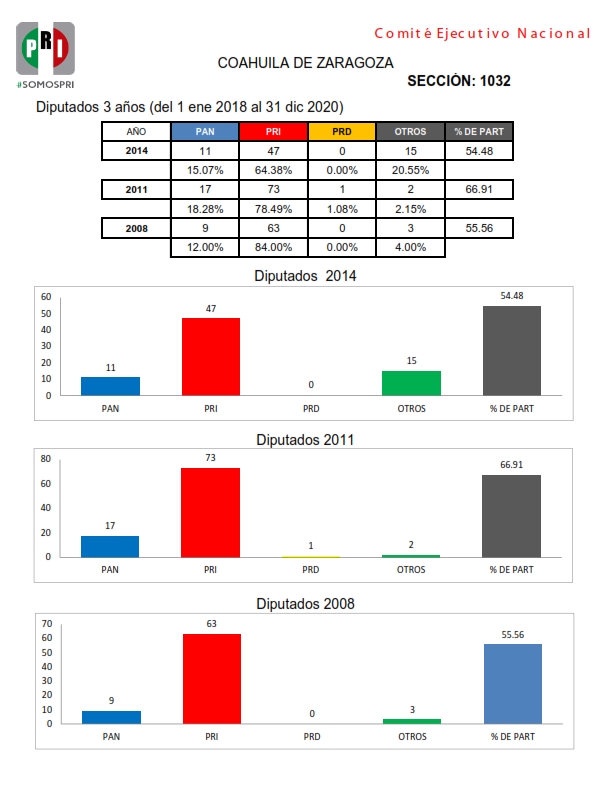 Comité Ejecutivo Nacional
PRI
#SOMOSPRI
COAHUILA DE ZARAGOZA
SECCIÓN: 1032
Diputados 3 años (del 1 ene 2018 al 31 dic 2020)
AÑO PAN PRI PRD OTROS % DE PART
2014 11 47 0 15 54.48
15.07% 64.38% 0.00% 20.55%
2011 17 73 1 2 66.91
18.28% 78.49% 1.08% 2.15%
2008 9 63 0 3 55.56
12.00% 84.00% 0.00% 4.00%
Diputados 2014
60
50
40
30
20
10
0
11 47 0 15 54.48
PAN PRI PRD OTROS % DE PART
Diputados 2011
80
60
40
20
0
17 73 1 2 66.91
PAN PRI PRD OTROS % DE PART
Diputados 2008
70
60
50
40
30
20
10
0
9 63 0 3 55.56
PAN PRI PRD OTROS % DE PART